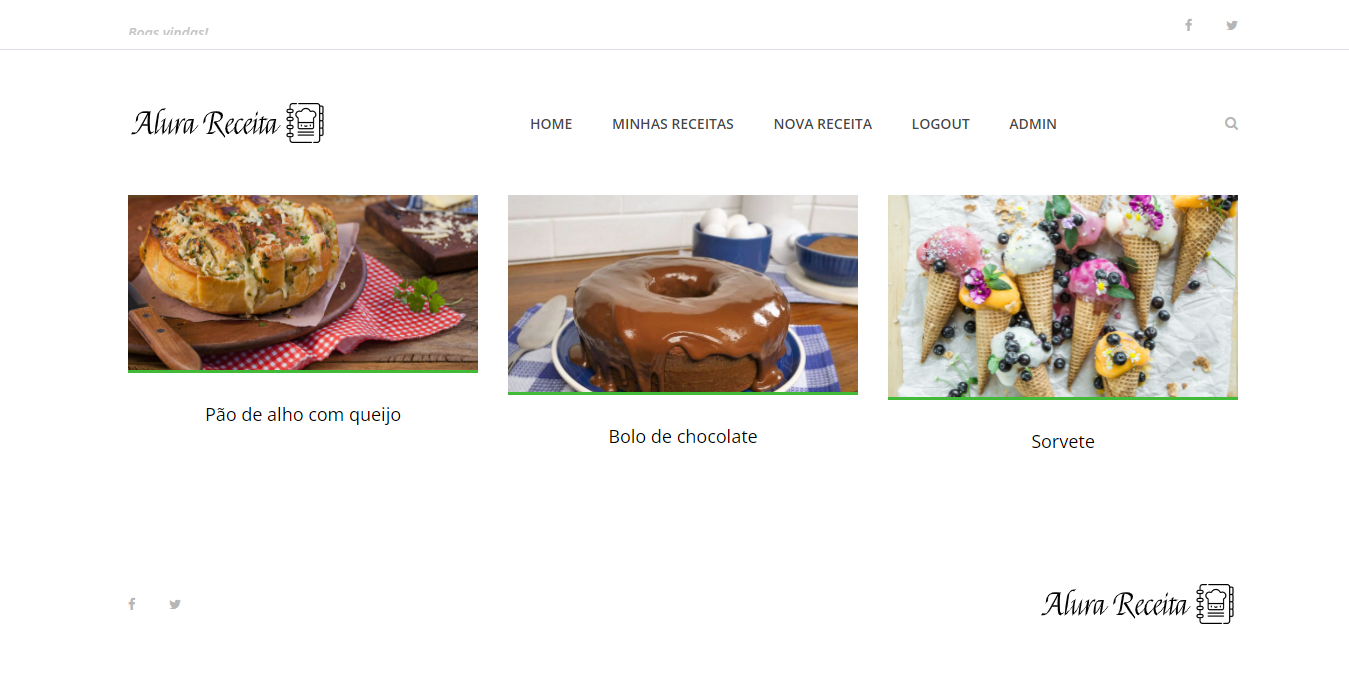 Boas vindas!
Alura Receita
HOME MINHAS RECEITAS NOVA RECEITA LOGOUT ADMIN
Pão de alho com queijo
Bolo de chocolate
Sorvete
Alura Receita